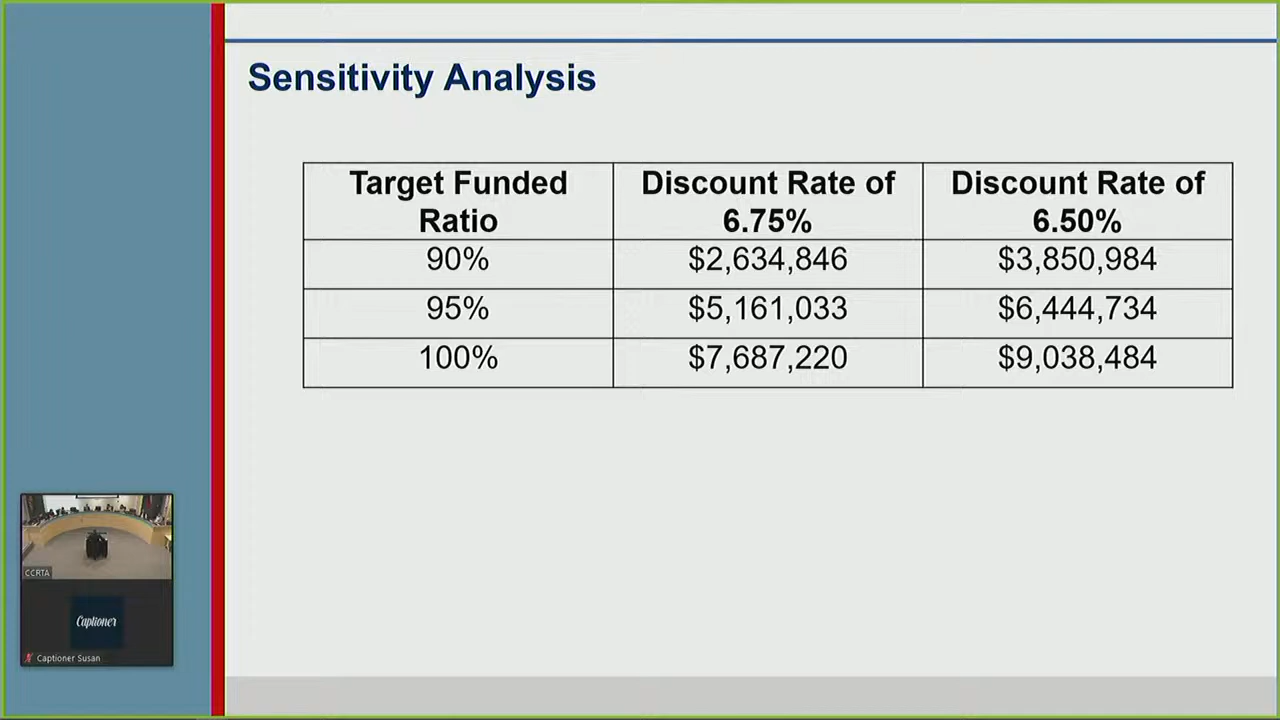 Sensitivity Analysis
Target Funded Ratio
Discount Rate of 6.75%
Discount Rate of 6.50%
90%
$2,634,846
$3,850,984
95%
$5,161,033
$6,444,734
100%
$7,687,220
$9,038,484
CCRTA
Captioner
Captioner Susan